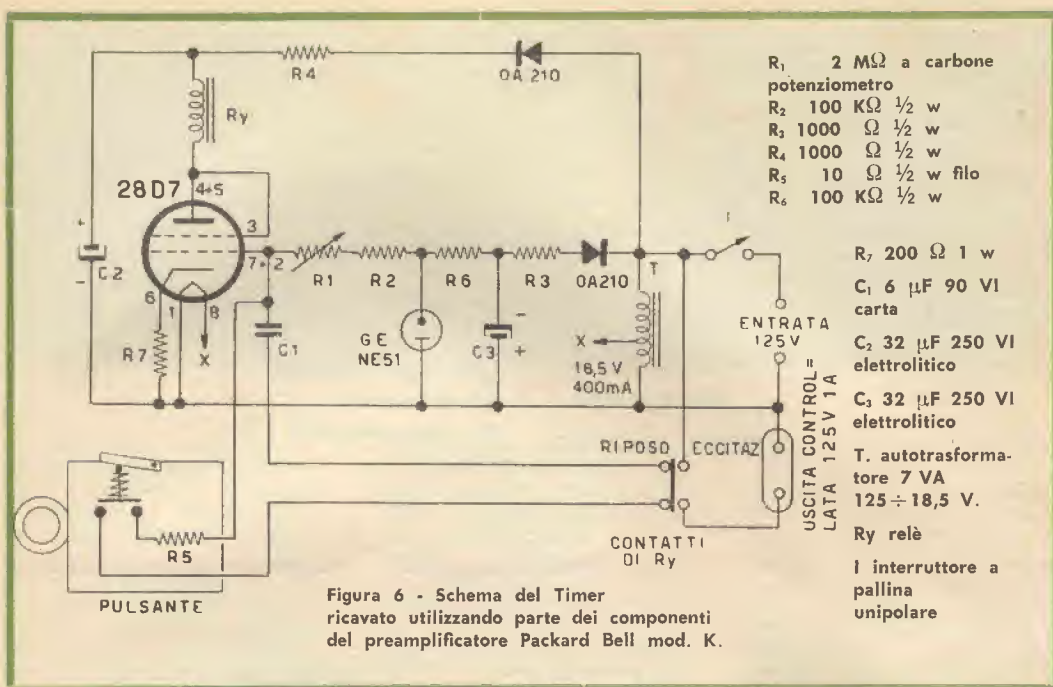 R4
OA 210
Ry
28D7
4+5
3
7+2
6
1
8
X
+
-
C2
R7
C1
R1
R2
R6
R3
OA210
GE
NE51
C3
-
+
T
X
18,5 V
400mA
I
ENTRATA
125V
USCITA CONTROL=
LATA 125V 1A
RIPOSO
ECCITAZ
CONTATTI
DI Ry
R5
PULSANTE
R₁ 2 MΩ a carbone
potenziometro
R₂ 100 KΩ ½ w
R₃ 1000 Ω ½ w
R₄ 1000 Ω ½ w
R₅ 10 Ω ½ w filo
R₆ 100 KΩ ½ w
R₇ 200 Ω 1 w
C₁ 6 µF 90 Vl
carta
C₂ 32 µF 250 Vl
elettrolitico
C₃ 32 µF 250 Vl
elettrolitico
T. autotrasforma-
tore 7 VA
125÷18,5 V.
Ry relè
I interruttore a
pallina
unipolare
Figura 6 - Schema del Timer
ricavato utilizzando parte dei componenti
del preamplificatore Packard Bell mod. K.